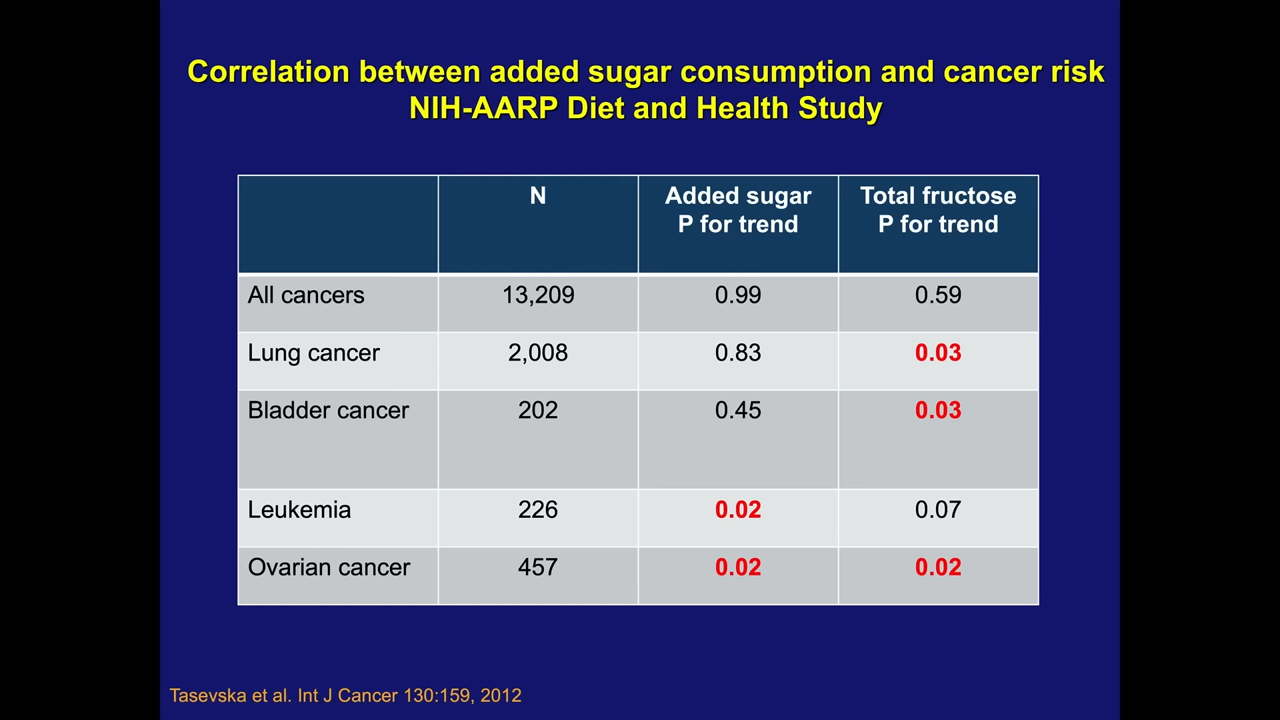 Correlation between added sugar consumption and cancer risk
NIH-AARP Diet and Health Study
N
Added sugar
P for trend
Total fructose
P for trend
All cancers 13,209 0.99 0.59
Lung cancer 2,008 0.83 0.03
Bladder cancer 202 0.45 0.03
Leukemia 226 0.02 0.07
Ovarian cancer 457 0.02 0.02
Tasevska et al. Int J Cancer 130:159, 2012